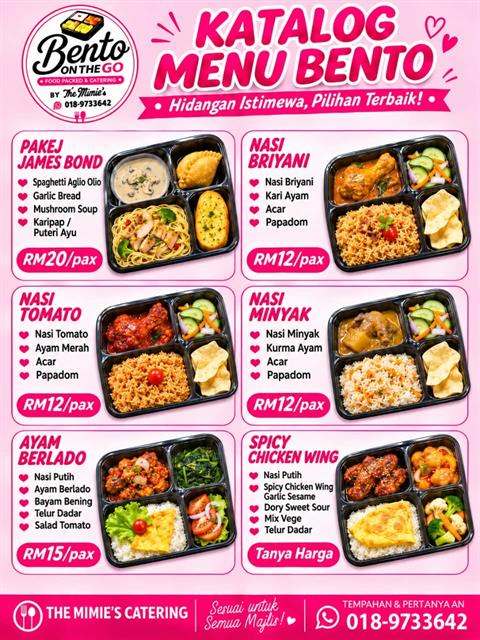 Bento
ON THE GO
FOOD PACKED & CATERING
BY The Mimie's
018-9733642
KATALOG
MENU BENTO
Hidangan Istimewa, Pilihan Terbaik!
PAKEJ
JAMES BOND
Spaghetti Aglio Olio
Garlic Bread
Mushroom Soup
Karipap /
Puteri Ayu
RM20/pax
NASI
BRIYANI
Nasi Briyani
Kari Ayam
Acar
Papadom
RM12/pax
NASI
TOMATO
Nasi Tomato
Ayam Merah
Acar
Papadom
RM12/pax
NASI
MINYAK
Nasi Minyak
Kurma Ayam
Acar
Papadom
RM12/pax
AYAM
BERLADO
Nasi Putih
Ayam Berlado
Bayam Bening
Telur Dadar
Salad Tomato
RM15/pax
SPICY
CHICKEN WING
Nasi Putih
Spicy Chicken Wing
Garlic Sesame
Dory Sweet Sour
Mix Vege
Telur Dadar
Tanya Harga
THE MIMIE'S CATERING
Sesuai untuk
Semua Majlis!
TEMPAHAN & PERTANYAAN
018-9733642